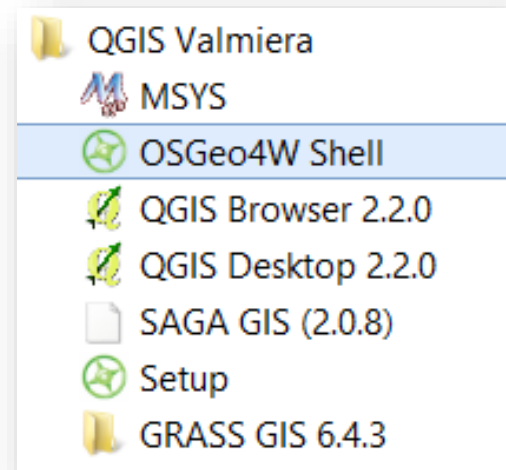 QGIS Valmiera
MSYS
OSGeo4W Shell
QGIS Browser 2.2.0
QGIS Desktop 2.2.0
SAGA GIS (2.0.8)
Setup
GRASS GIS 6.4.3